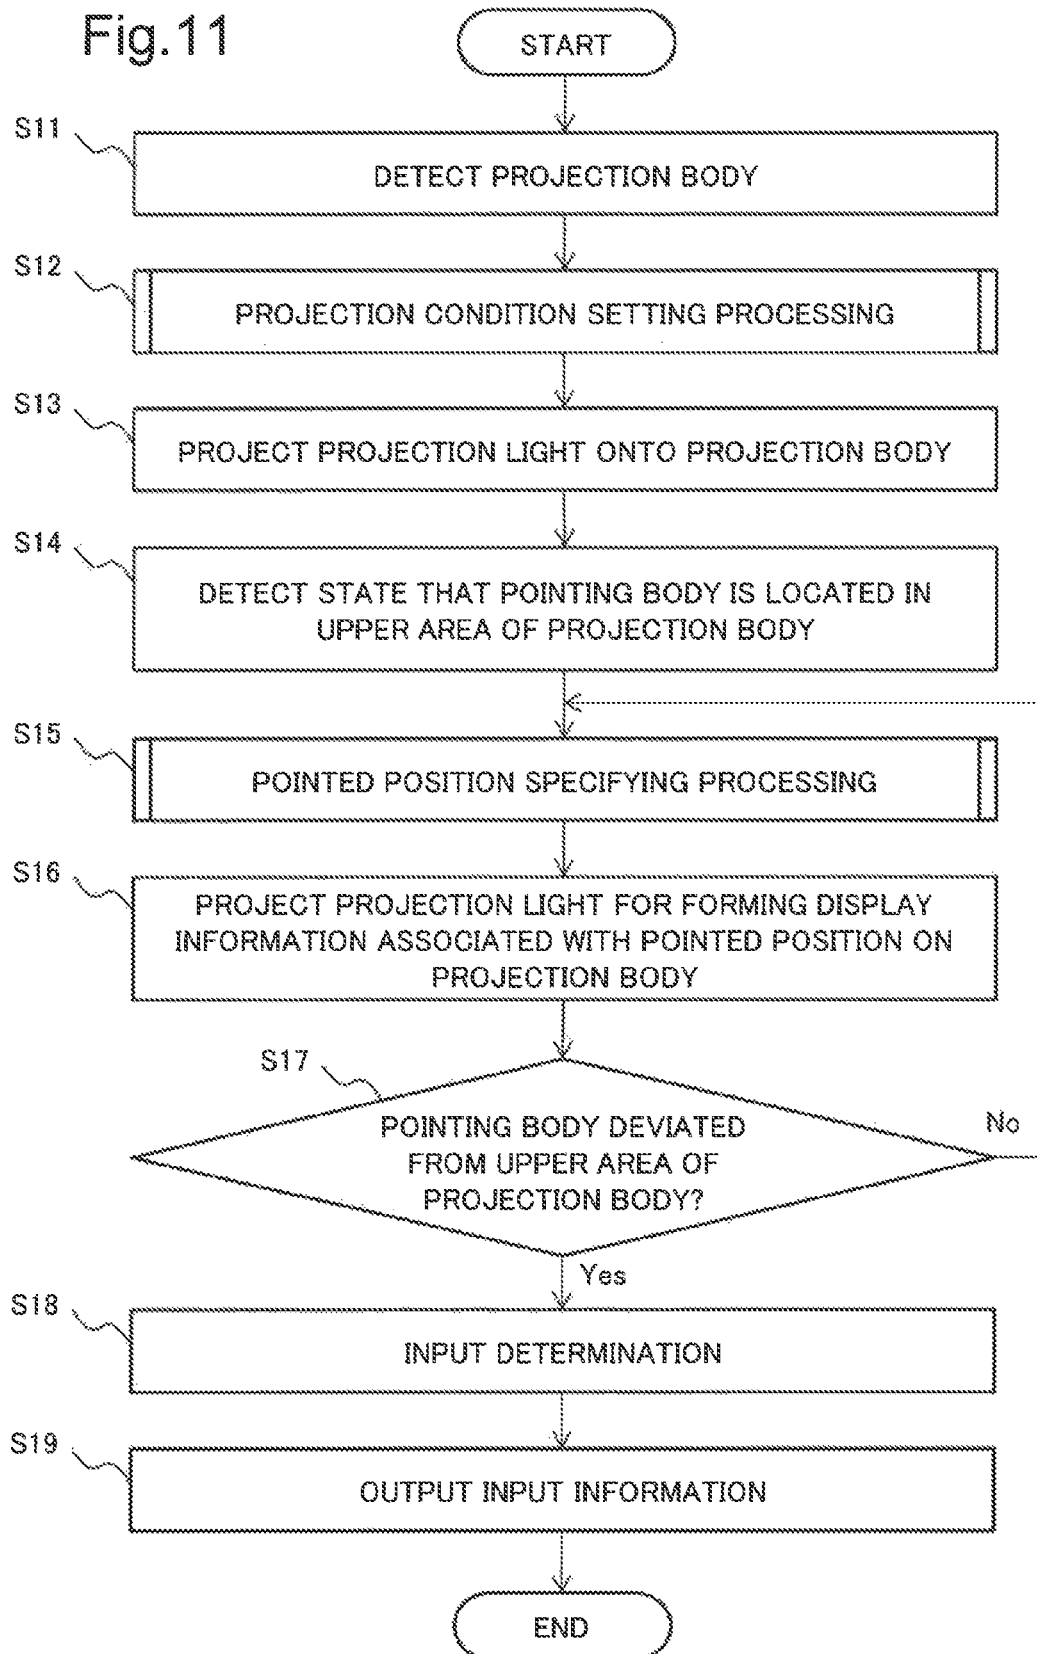 Fig.11
START
S11
DETECT PROJECTION BODY
S12
PROJECTION CONDITION SETTING PROCESSING
S13
PROJECT PROJECTION LIGHT ONTO PROJECTION BODY
S14
DETECT STATE THAT POINTING BODY IS LOCATED IN
UPPER AREA OF PROJECTION BODY
S15
POINTED POSITION SPECIFYING PROCESSING
S16
PROJECT PROJECTION LIGHT FOR FORMING DISPLAY
INFORMATION ASSOCIATED WITH POINTED POSITION ON
PROJECTION BODY
S17
POINTING BODY DEVIATED
FROM UPPER AREA OF
PROJECTION BODY?
No
Yes
S18
INPUT DETERMINATION
S19
OUTPUT INPUT INFORMATION
END